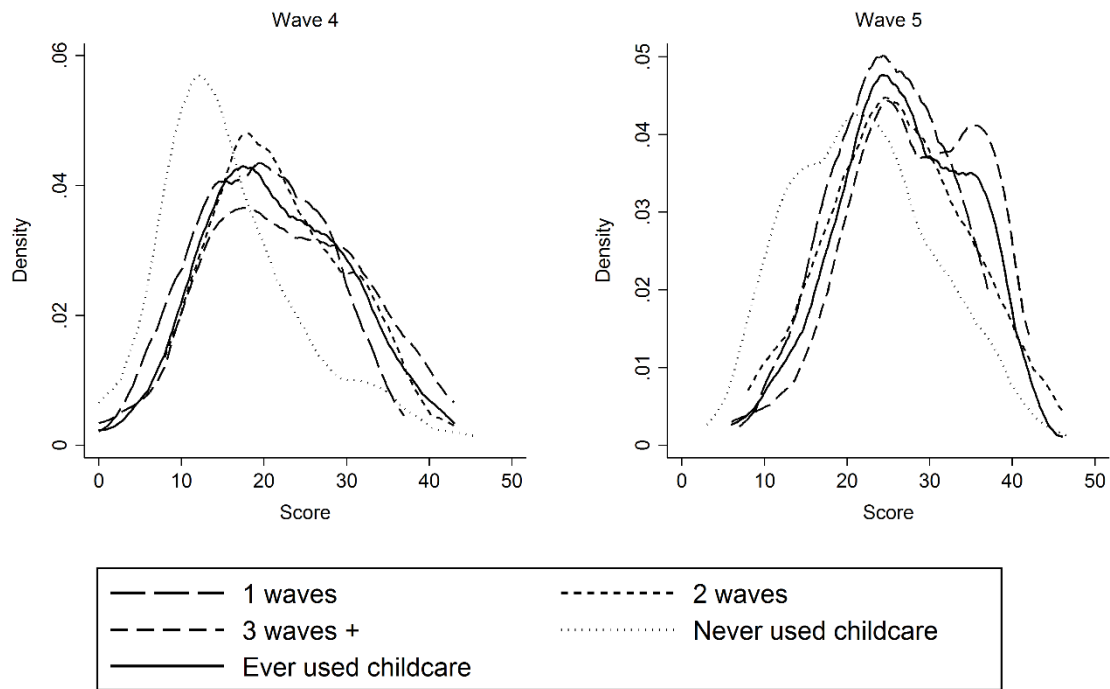 Wave 4
Density
0
.02
.04
.06
0 10 20 30 40 50
Score
Wave 5
Density
0
.01
.02
.03
.04
.05
0 10 20 30 40 50
Score
1 waves
2 waves
3 waves +
Never used childcare
Ever used childcare